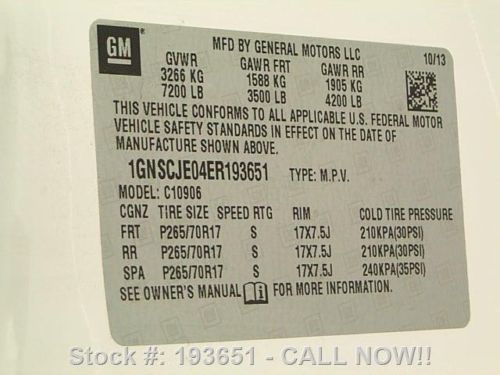 GM
MFD BY GENERAL MOTORS LLC
GVWR GAWR FRT GAWR RR 10/13
3266 KG 1588 KG 1905 KG
7200 LB 3500 LB 4200 LB
THIS VEHICLE CONFORMS TO ALL APPLICABLE U.S. FEDERAL MOTOR
VEHICLE SAFETY STANDARDS IN EFFECT ON THE DATE OF
MANUFACTURE SHOWN ABOVE.
1GNSCJE04ER193651 TYPE: M.P.V.
MODEL: C10906
CGNZ TIRE SIZE SPEED RTG RIM COLD TIRE PRESSURE
FRT P265/70R17 S 17X7.5J 210KPA(30PSI)
RR P265/70R17 S 17X7.5J 210KPA(30PSI)
SPA P265/70R17 S 17X7.5J 240KPA(35PSI)
SEE OWNER'S MANUAL FOR MORE INFORMATION.
Stock #: 193651 - CALL NOW!!